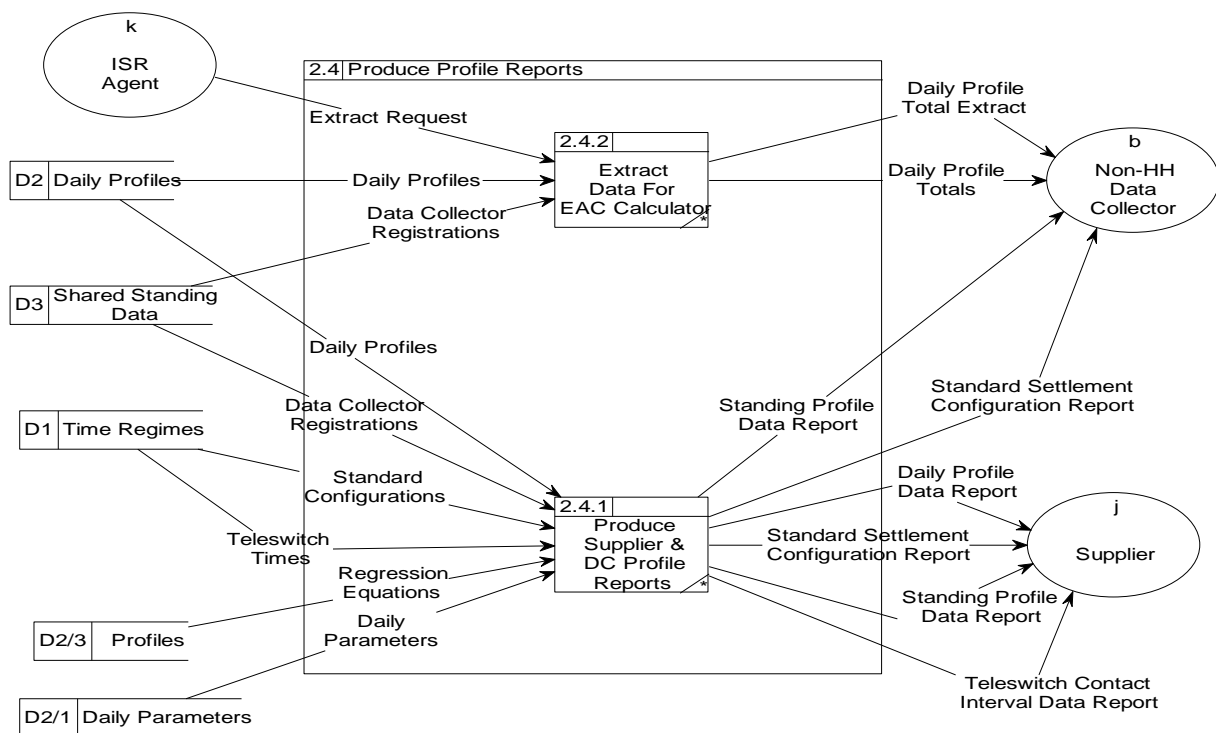 k
ISR
Agent
2.4 Produce Profile Reports
Extract Request
Daily Profile
Total Extract
2.4.2
Extract
Data For
EAC Calculator
*
b
Non-HH
Data
Collector
D2 Daily Profiles
Daily Profiles
Daily Profile
Totals
Data Collector
Registrations
D3 Shared Standing
Data
Daily Profiles
Data Collector
Registrations
Standing Profile
Data Report
Standard Settlement
Configuration Report
D1 Time Regimes
Standard
Configurations
Teleswitch
Times
Regression
Equations
Daily
Parameters
2.4.1
Produce
Supplier &
DC Profile
Reports
*
Daily Profile
Data Report
Standard Settlement
Configuration Report
j
Supplier
Standing Profile
Data Report
Teleswitch Contact
Interval Data Report
D2/3 Profiles
D2/1 Daily Parameters